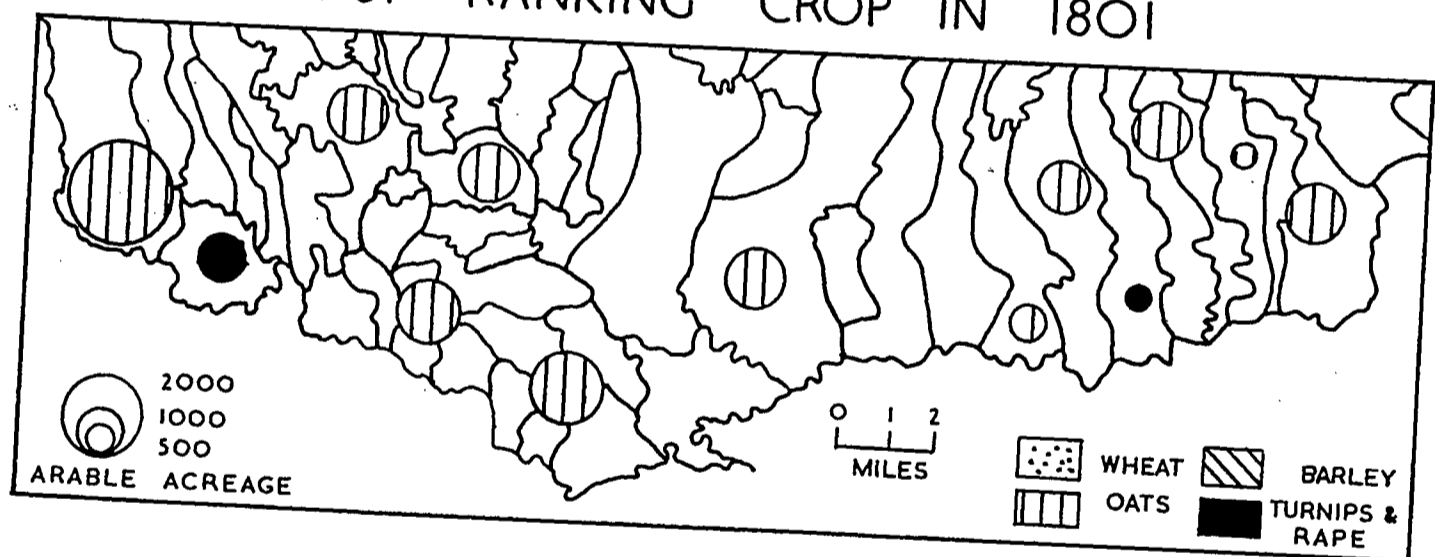 RANKING CROP IN 1801
2000
1000
500
ARABLE ACREAGE
0 1 2
MILES
WHEAT
BARLEY
OATS
TURNIPS &
RAPE